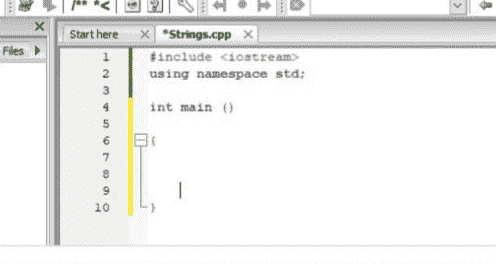 Start here *Strings.cpp
Files
1 #include <iostream>
2 using namespace std;
3
4 int main ()
5
6 {
7
8
9
10 }